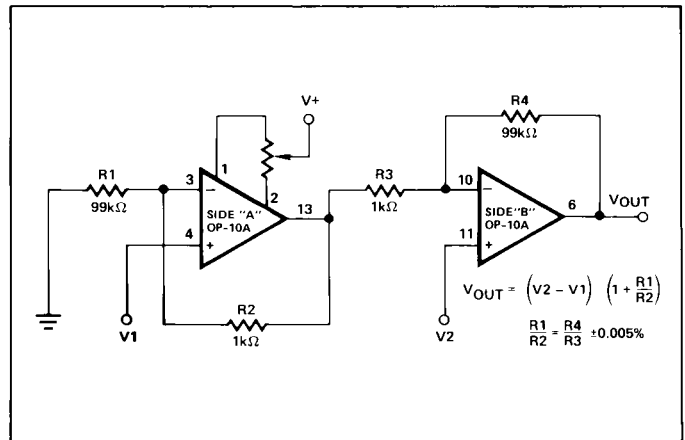 V+
R1
99kΩ
3
−
1
2
SIDE "A"
OP-10A
4
+
13
R3
1kΩ
R4
99kΩ
10
−
SIDE "B"
OP-10A
11
+
6
VOUT
R2
1kΩ
V1
V2
VOUT = (V2 − V1) (1 + R1/R2)
R1/R2 = R4/R3 ±0.005%